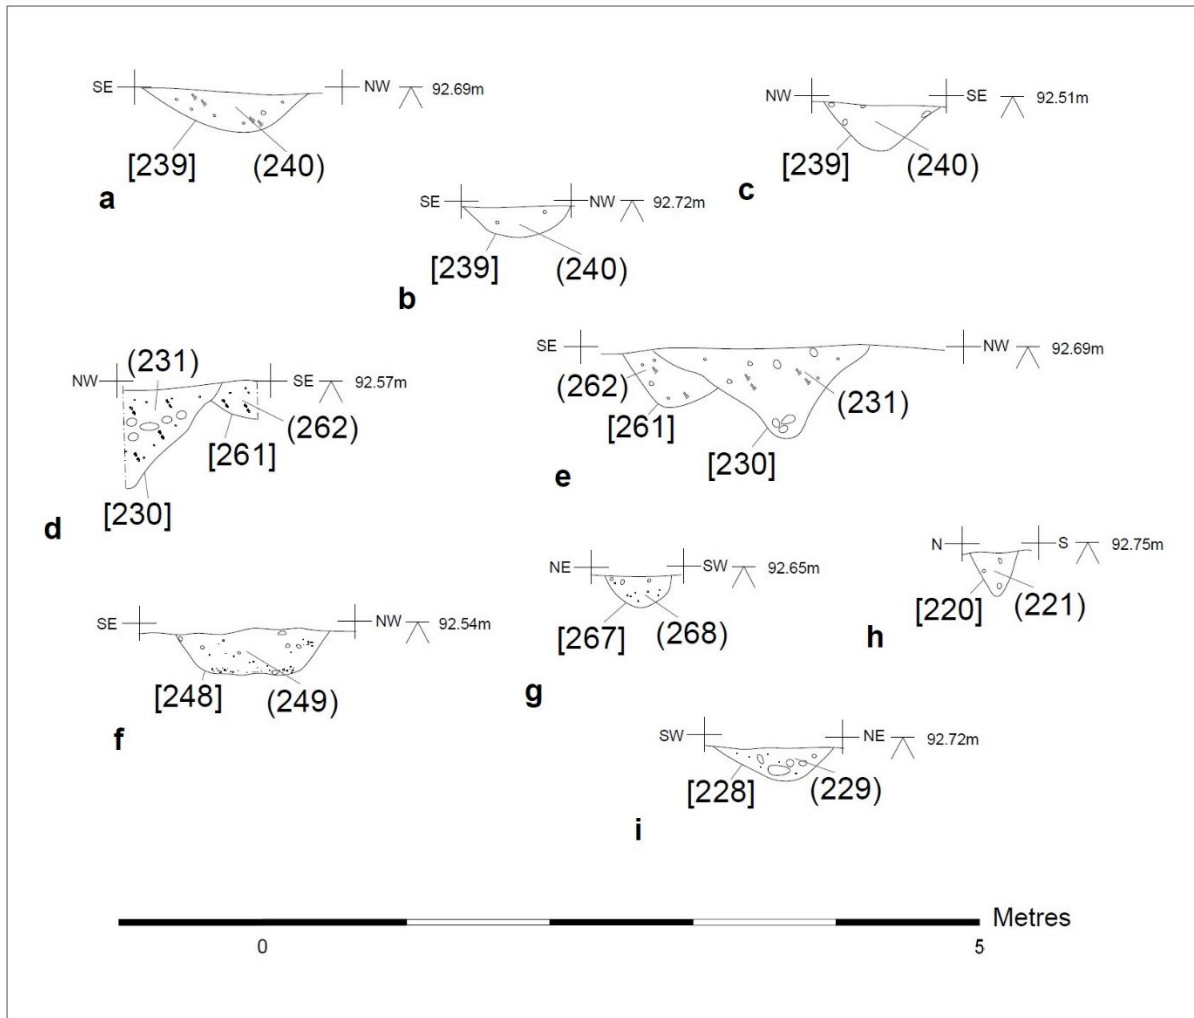 SE NW 92.69m
[239] (240)
a
NW SE 92.51m
[239] (240)
c
SE NW 92.72m
[239] (240)
b
(231)
NW SE 92.57m
(262)
[261]
[230]
d
SE NW 92.69m
(262) (231)
[261]
[230]
e
SE NW 92.54m
[248] (249)
f
NE SW 92.65m
[267] (268)
g
N S 92.75m
[220] (221)
h
SW NE 92.72m
[228] (229)
i
Metres
0 5